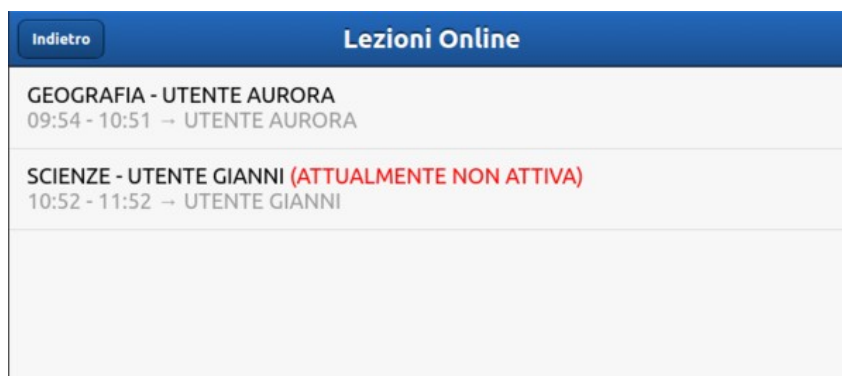 Indietro
Lezioni Online
GEOGRAFIA - UTENTE AURORA
09:54 - 10:51 → UTENTE AURORA
SCIENZE - UTENTE GIANNI (ATTUALMENTE NON ATTIVA)
10:52 - 11:52 → UTENTE GIANNI